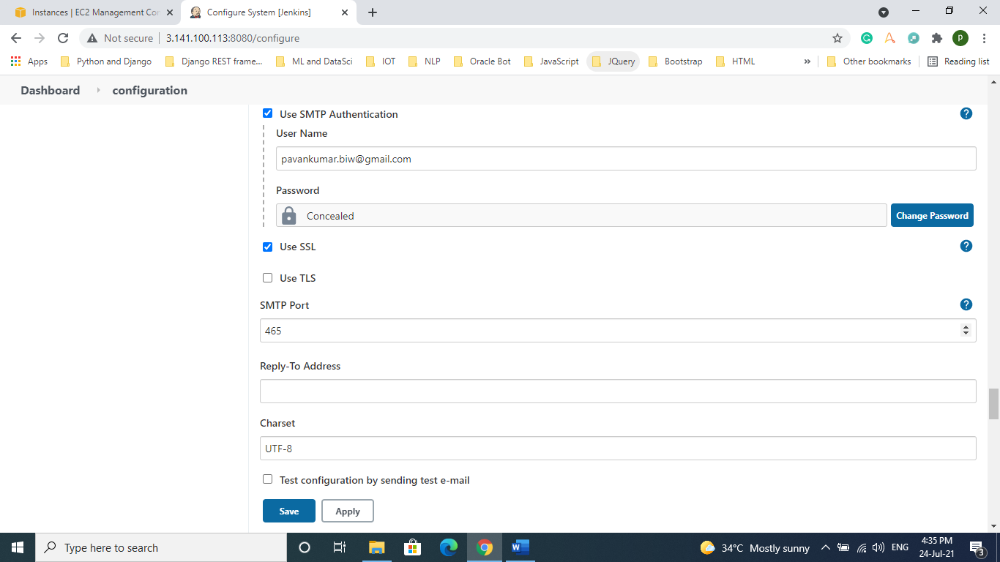 Instances | EC2 Management Con
Configure System [Jenkins]
Not secure
3.141.100.113:8080/configure
P
Apps
Python and Django
Django REST frame...
ML and DataSci
IOT
NLP
Oracle Bot
JavaScript
JQuery
Bootstrap
HTML
»
Other bookmarks
Reading list
Dashboard
configuration
Use SMTP Authentication
?
User Name
pavankumar.biw@gmail.com
Password
Concealed
Change Password
Use SSL
?
Use TLS
SMTP Port
?
465
Reply-To Address
Charset
UTF-8
Test configuration by sending test e-mail
Save
Apply
Type here to search
34°C Mostly sunny
ENG
4:35 PM
24-Jul-21
3